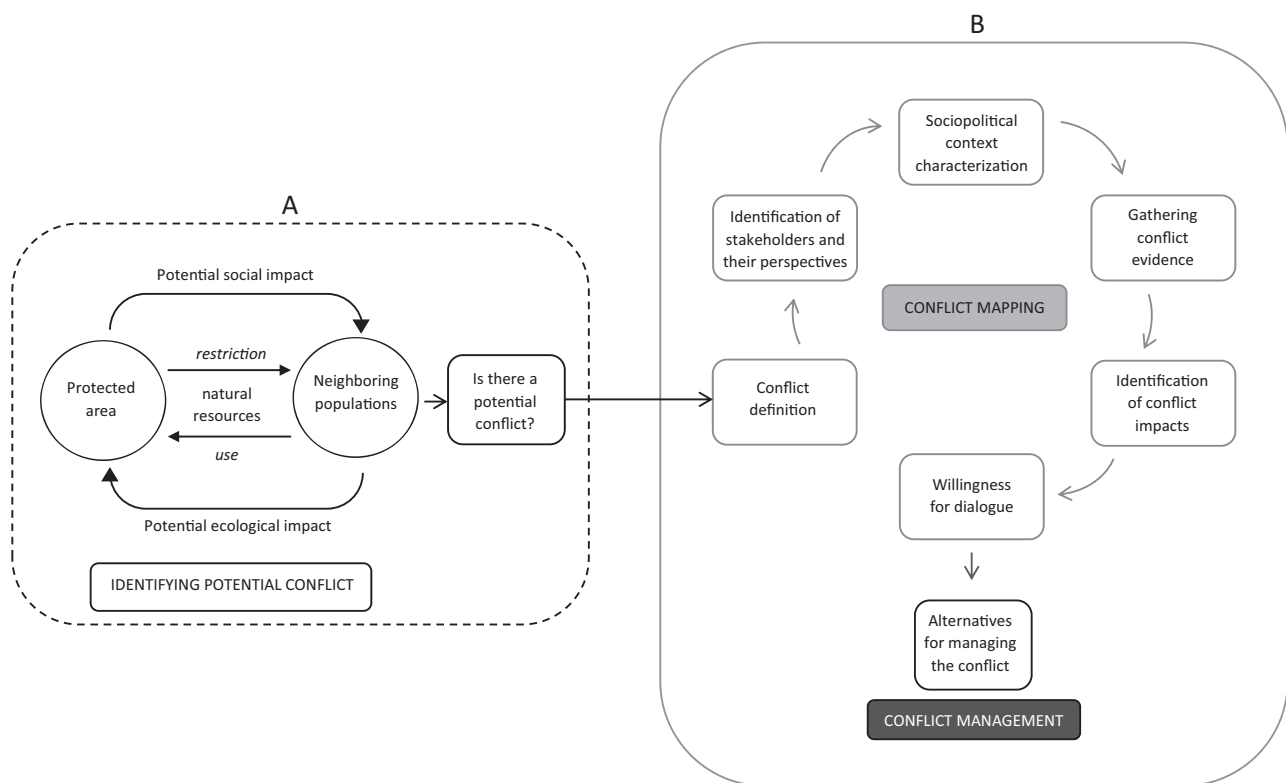 A
Potential social impact
Protected
area
restriction
natural
resources
use
Neighboring
populations
Is there a
potential
conflict?
Potential ecological impact
IDENTIFYING POTENTIAL CONFLICT
B
Conflict
definition
Identification of
stakeholders and
their perspectives
Sociopolitical
context
characterization
Gathering
conflict
evidence
CONFLICT MAPPING
Identification
of conflict
impacts
Willingness
for dialogue
Alternatives
for managing
the conflict
CONFLICT MANAGEMENT